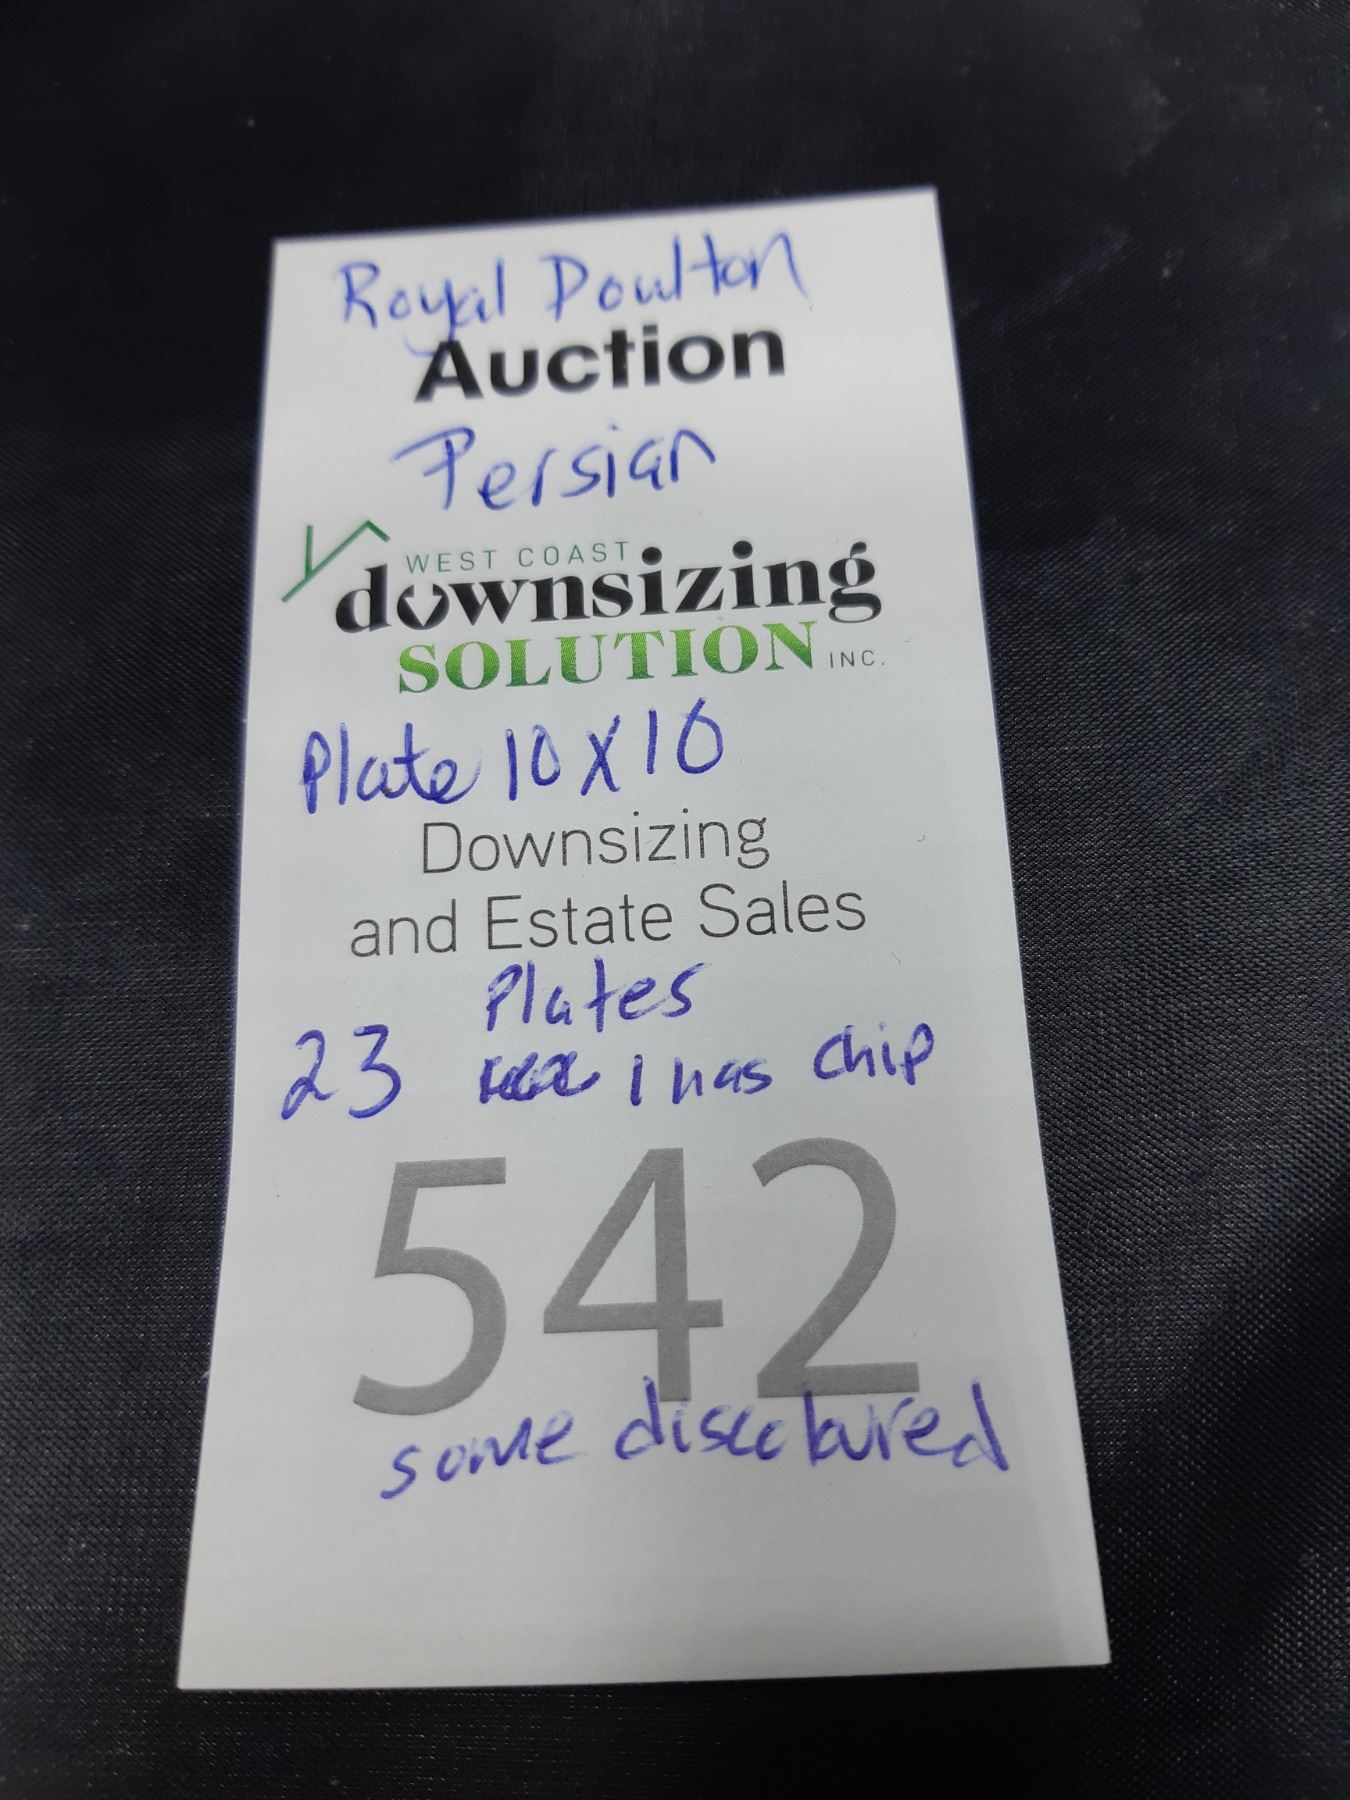 Royal Doulton
Auction
Persian
WEST COAST
downsizing
SOLUTION INC.
Plate 10 X 10
Downsizing
and Estate Sales
Plates
23 1 has chip
542
some discoloured